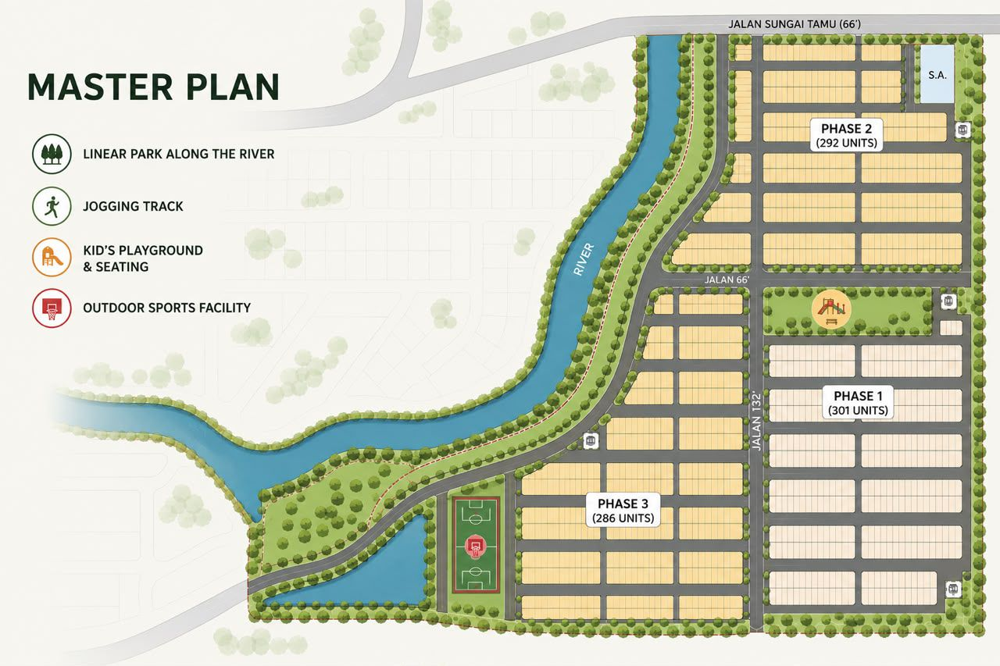 MASTER PLAN
LINEAR PARK ALONG THE RIVER
JOGGING TRACK
KID'S PLAYGROUND
& SEATING
OUTDOOR SPORTS FACILITY
JALAN SUNGAI TAMU (66')
S.A.
PHASE 2
(292 UNITS)
RIVER
JALAN 66'
PHASE 1
(301 UNITS)
JALAN 132'
PHASE 3
(286 UNITS)